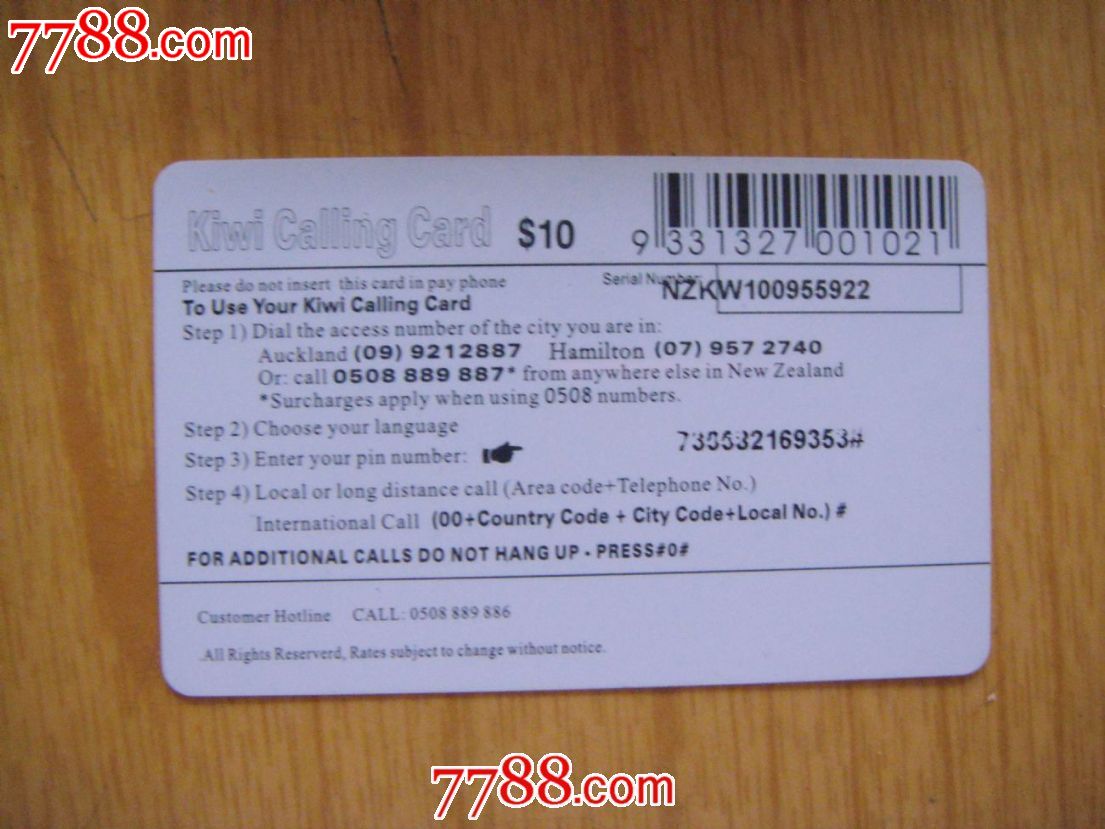 7788.com
Kiwi Calling Card $10
9 331327 001021
Please do not insert this card in pay phone
Serial Number:
NZKW100955922
To Use Your Kiwi Calling Card
Step 1) Dial the access number of the city you are in:
Auckland (09) 9212887 Hamilton (07) 957 2740
Or: call 0508 889 887* from anywhere else in New Zealand
*Surcharges apply when using 0508 numbers.
Step 2) Choose your language
Step 3) Enter your pin number:
Step 4) Local or long distance call (Area code+Telephone No.)
International Call (00+Country Code + City Code+Local No.) #
FOR ADDITIONAL CALLS DO NOT HANG UP - PRESS#0#
Customer Hotline CALL: 0508 889 886
.All Rights Reserverd, Rates subject to change without notice.
7788.com